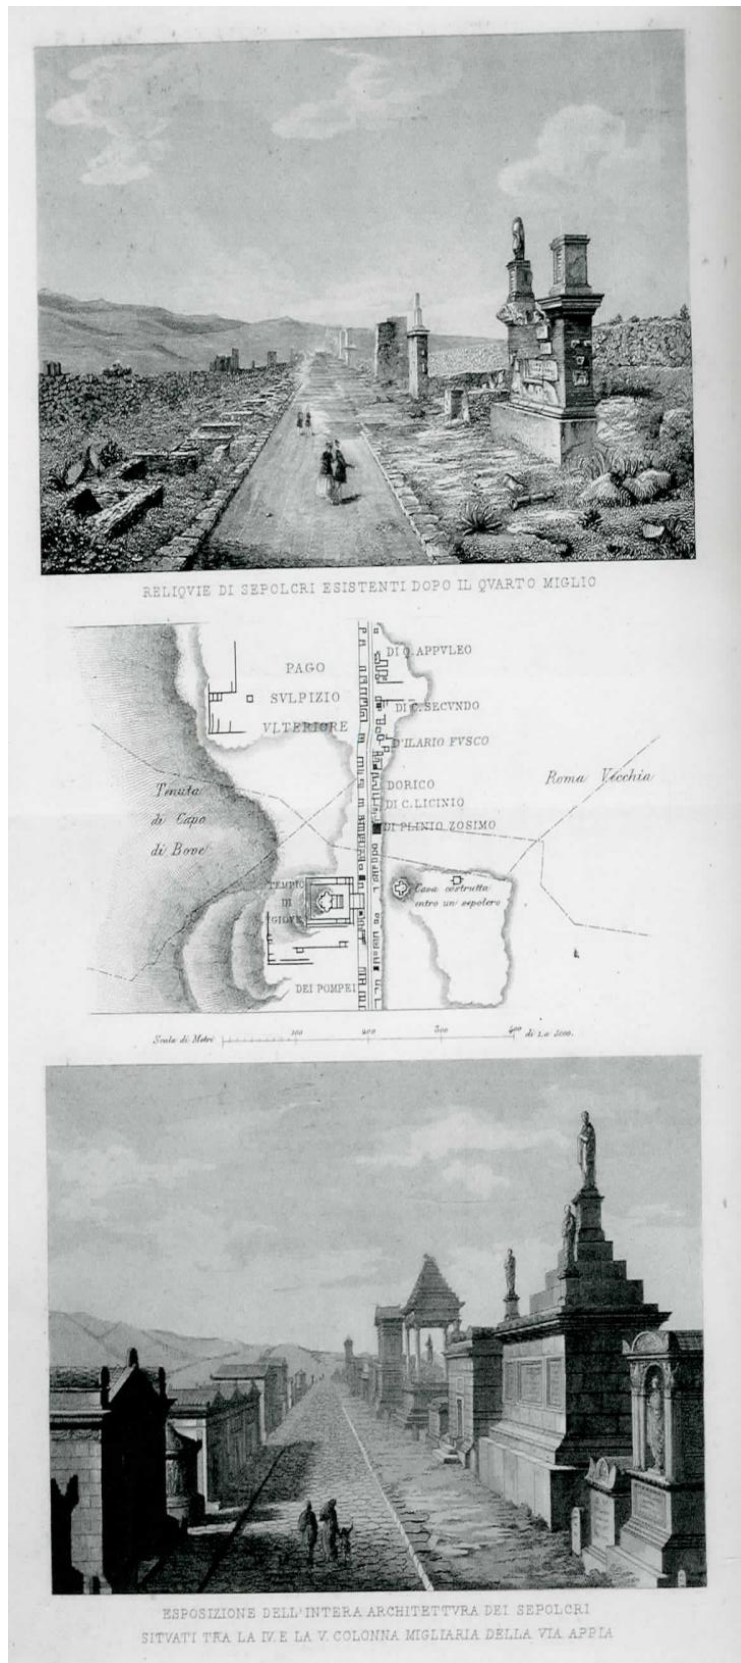 RELIQVIE DI SEPOLCRI ESISTENTI DOPO IL QVARTO MIGLIO
DI Q. APPVLEO
PAGO
SVLPIZIO
VLTERIORE
DI C. SECVNDO
D'ILARIO FVSCO
Tenuta
di Capo
di Bove
DORICO
DI C. LICINIO
DI PLINIO ZOSIMO
Roma Vecchia
TEMPIO
DI
GIOVE
Casa costrutta
entro un sepolcro
DEI POMPEI
Scala di Metri 100 200 300 400 di 1 a 5000.
ESPOSIZIONE DELL'INTERA ARCHITETTVRA DEI SEPOLCRI
SITVATI TRA LA IV. E LA V. COLONNA MIGLIARIA DELLA VIA APPIA